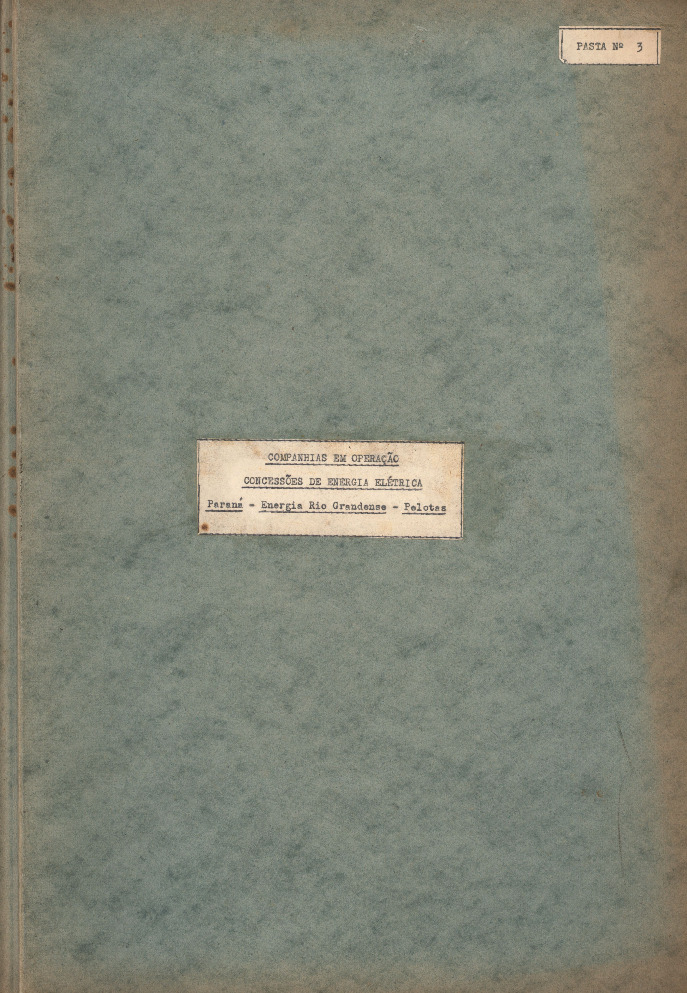 PASTA Nº 3
COMPANHIAS EM OPERAÇÃO
CONCESSÕES DE ENERGIA ELÉTRICA
Paraná - Energia Rio Grandense - Pelotas